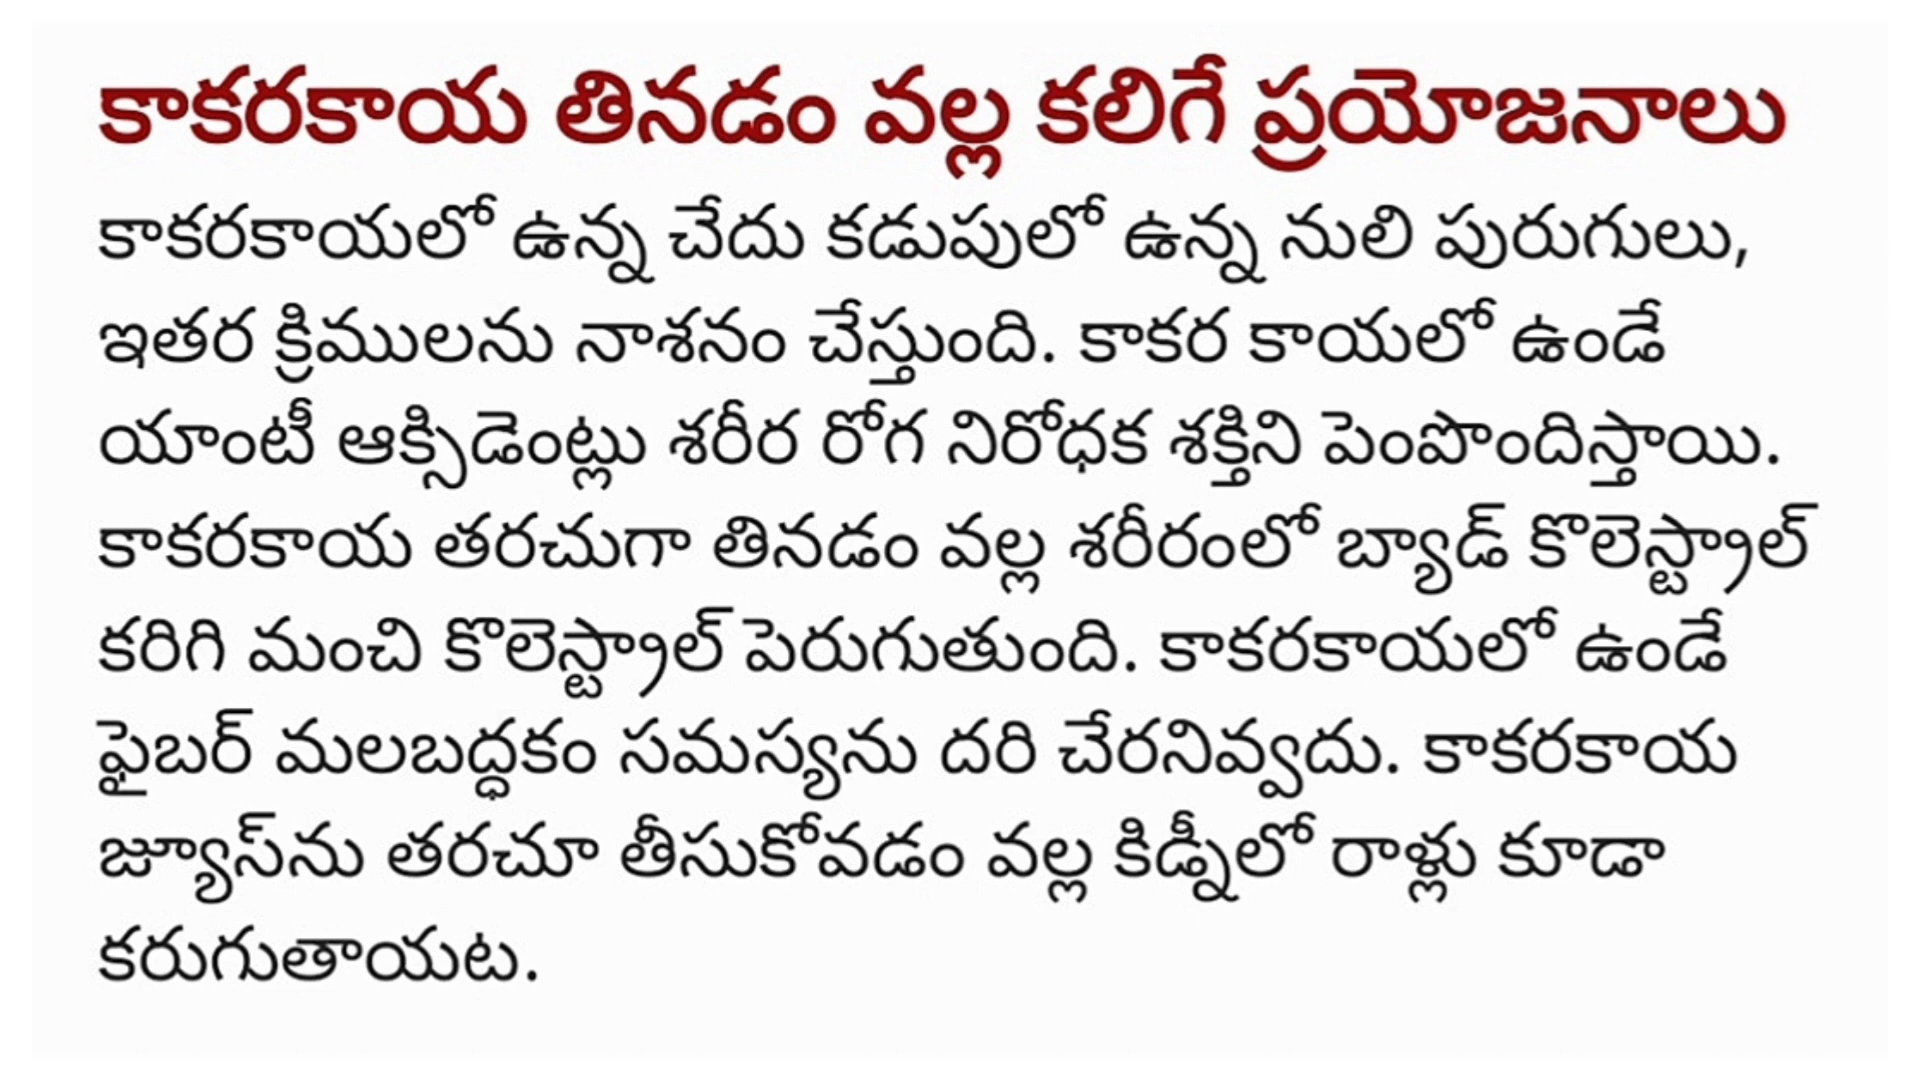 కాకరకాయ తినడం వల్ల కలిగే ప్రయోజనాలు
కాకరకాయలో ఉన్న చేదు కడుపులో ఉన్న నులి పురుగులు,
ఇతర క్రిములను నాశనం చేస్తుంది. కాకర కాయలో ఉండే
యాంటీ ఆక్సిడెంట్లు శరీర రోగ నిరోధక శక్తిని పెంపొందిస్తాయి.
కాకరకాయ తరచుగా తినడం వల్ల శరీరంలో బ్యాడ్ కొలెస్ట్రాల్
కరిగి మంచి కొలెస్ట్రాల్ పెరుగుతుంది. కాకరకాయలో ఉండే
ఫైబర్ మలబద్ధకం సమస్యను దరి చేరనివ్వదు. కాకరకాయ
జ్యూస్‌ను తరచూ తీసుకోవడం వల్ల కిడ్నీలో రాళ్లు కూడా
కరుగుతాయట.